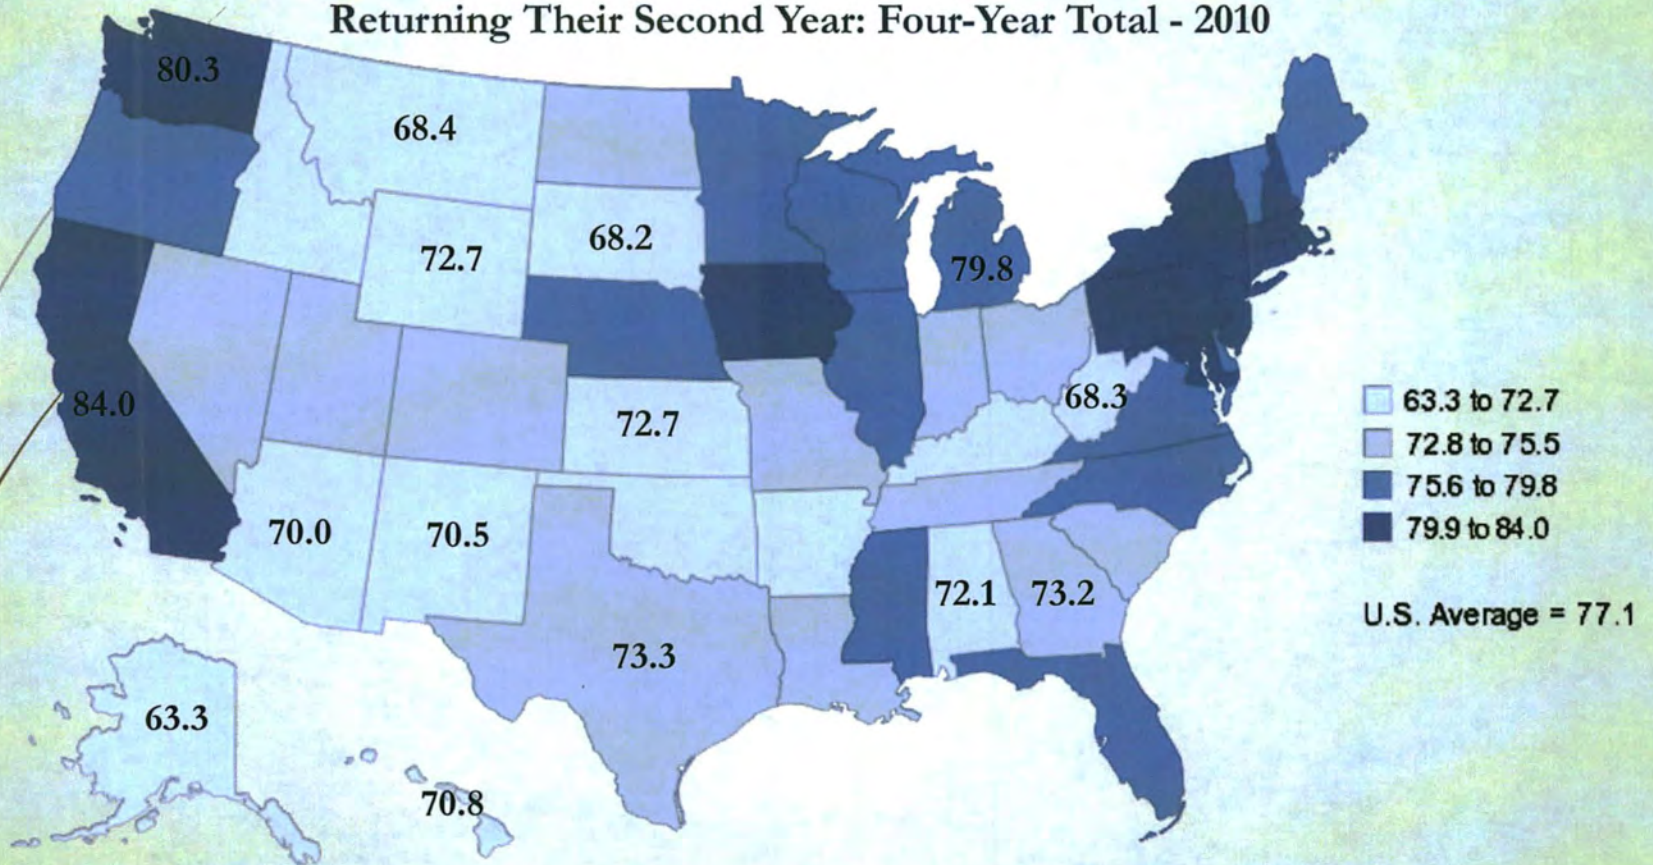 Returning Their Second Year: Four-Year Total - 2010
80.3
68.4
72.7
68.2
79.8
84.0
72.7
68.3
70.0
70.5
72.1
73.2
73.3
63.3
70.8
63.3 to 72.7
72.8 to 75.5
75.6 to 79.8
79.9 to 84.0
U.S. Average = 77.1